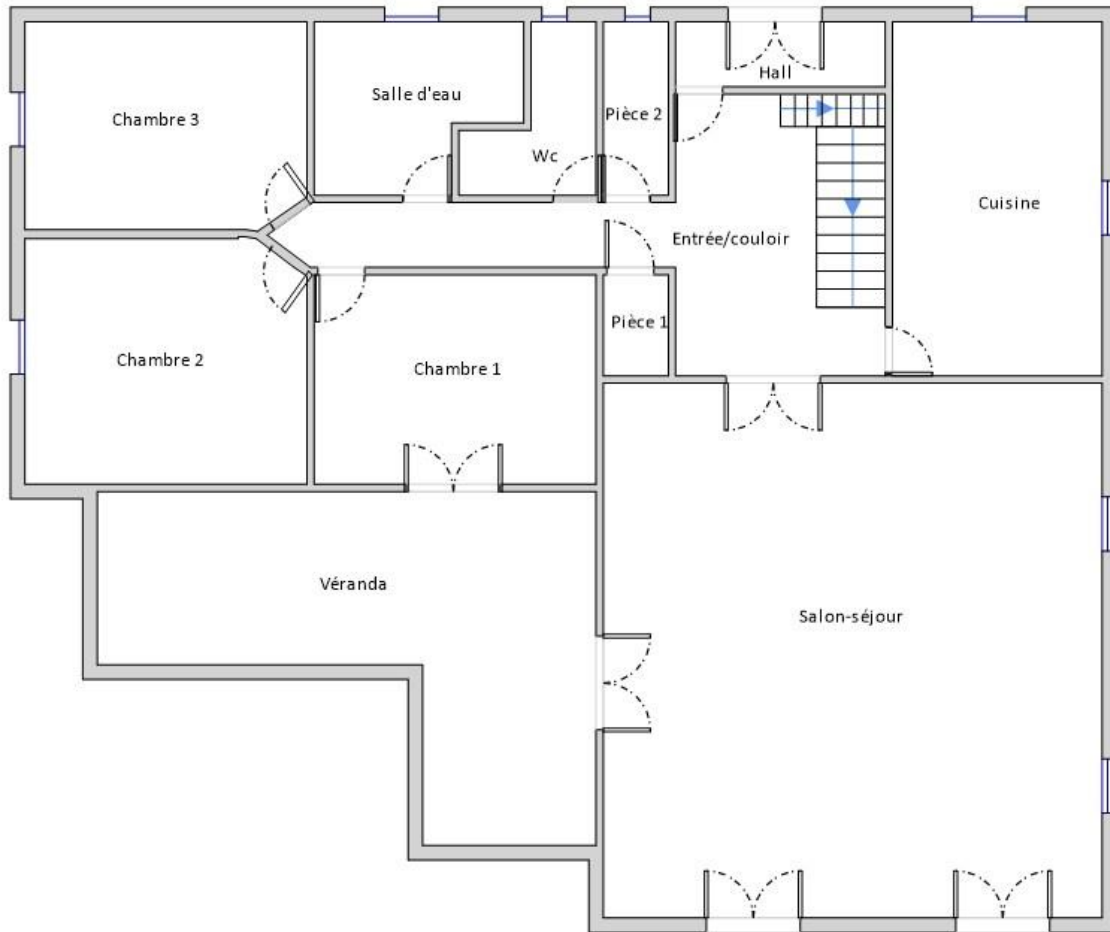 Hall
Salle d'eau
Chambre 3
Pièce 2
Wc
Cuisine
Entrée/couloir
Pièce 1
Chambre 2
Chambre 1
Véranda
Salon-séjour